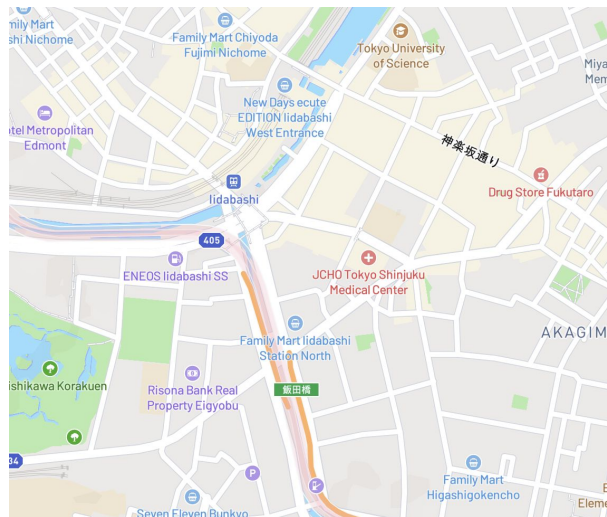 mily Mart
shi Nichome
Family Mart Chiyoda
Fujimi Nichome
Tokyo University
of Science
Miya
Mem
New Days ecute
EDITION Iidabashi
West Entrance
tel Metropolitan
Edmont
神楽坂通り
Drug Store Fukutaro
Iidabashi
405
ENEOS Iidabashi SS
JCHO Tokyo Shinjuku
Medical Center
Family Mart Iidabashi
Station North
AKAGIM
ishikawa Korakuen
Risona Bank Real
Property Eigyobu
飯田橋
34
P
Family Mart
Higashigokencho
Seven Eleven Bunkyo
E
Eleme